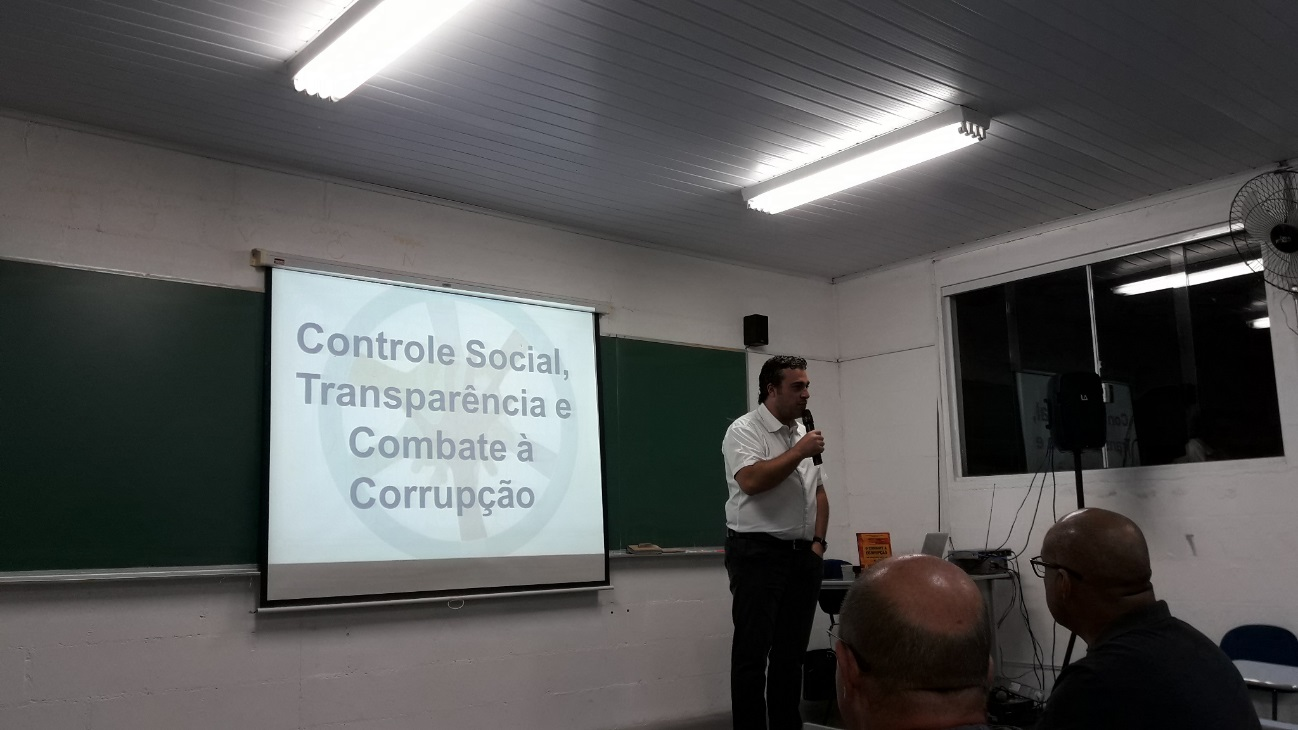 Controle Social,
Transparência e
Combate à
Corrupção